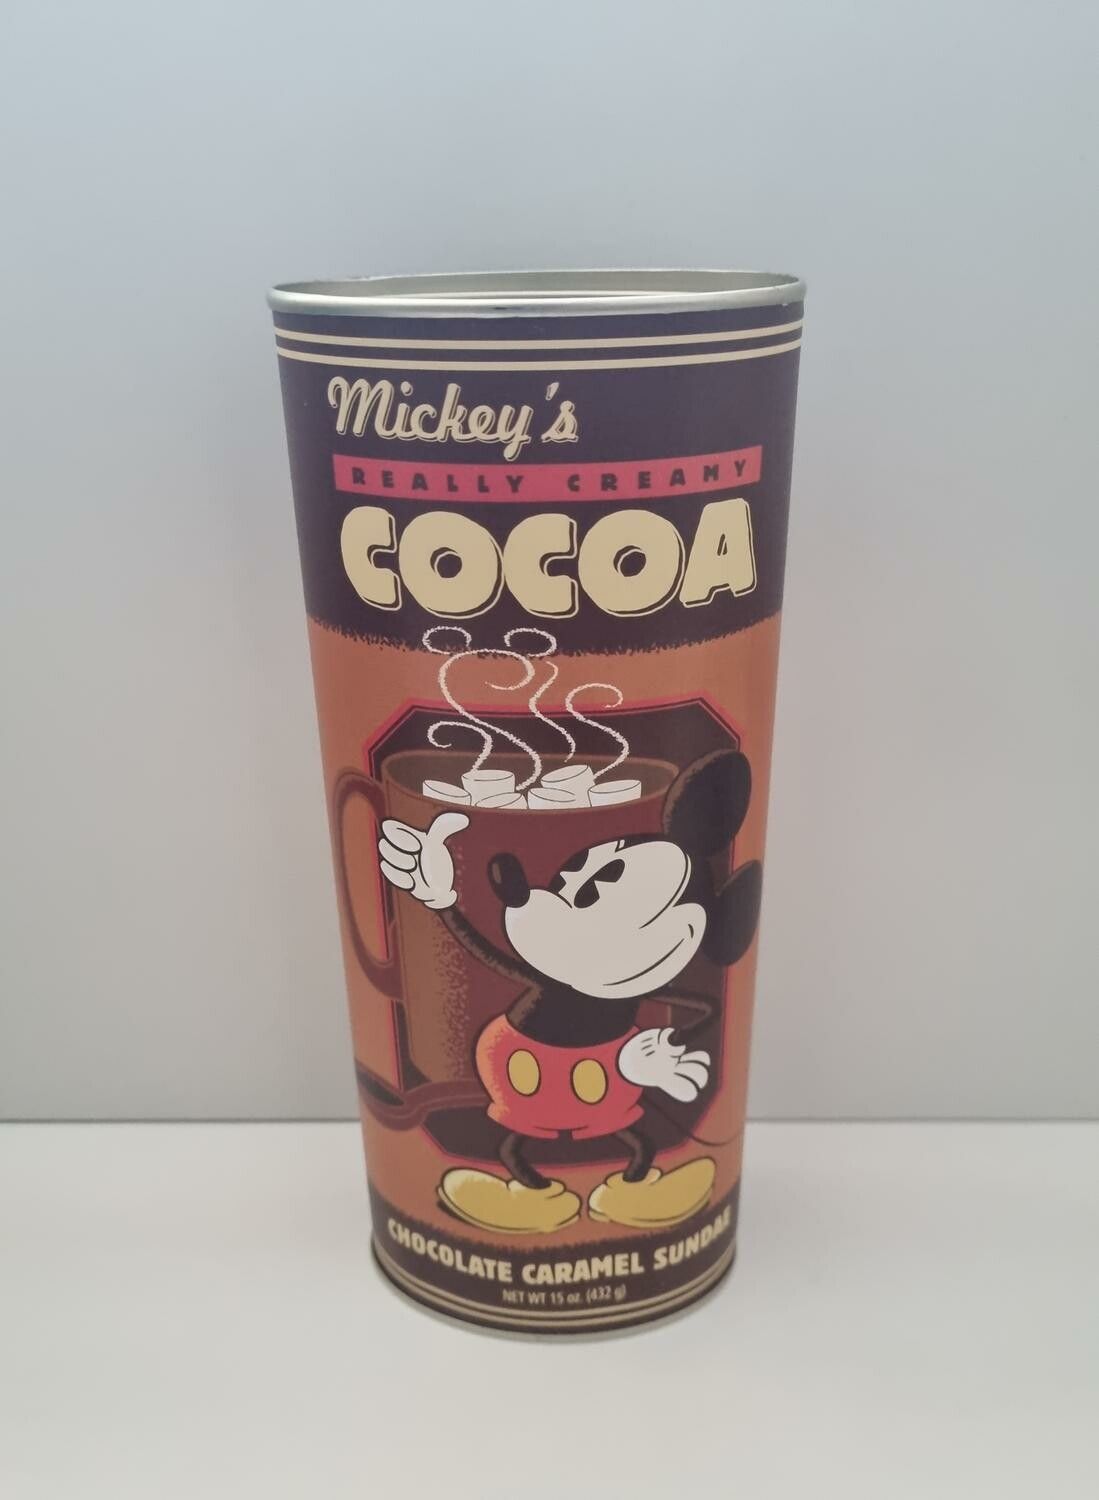 Mickey's
REALLY CREAMY
COCOA
CHOCOLATE CARAMEL SUNDAE
NET WT 15 oz. (432 g)